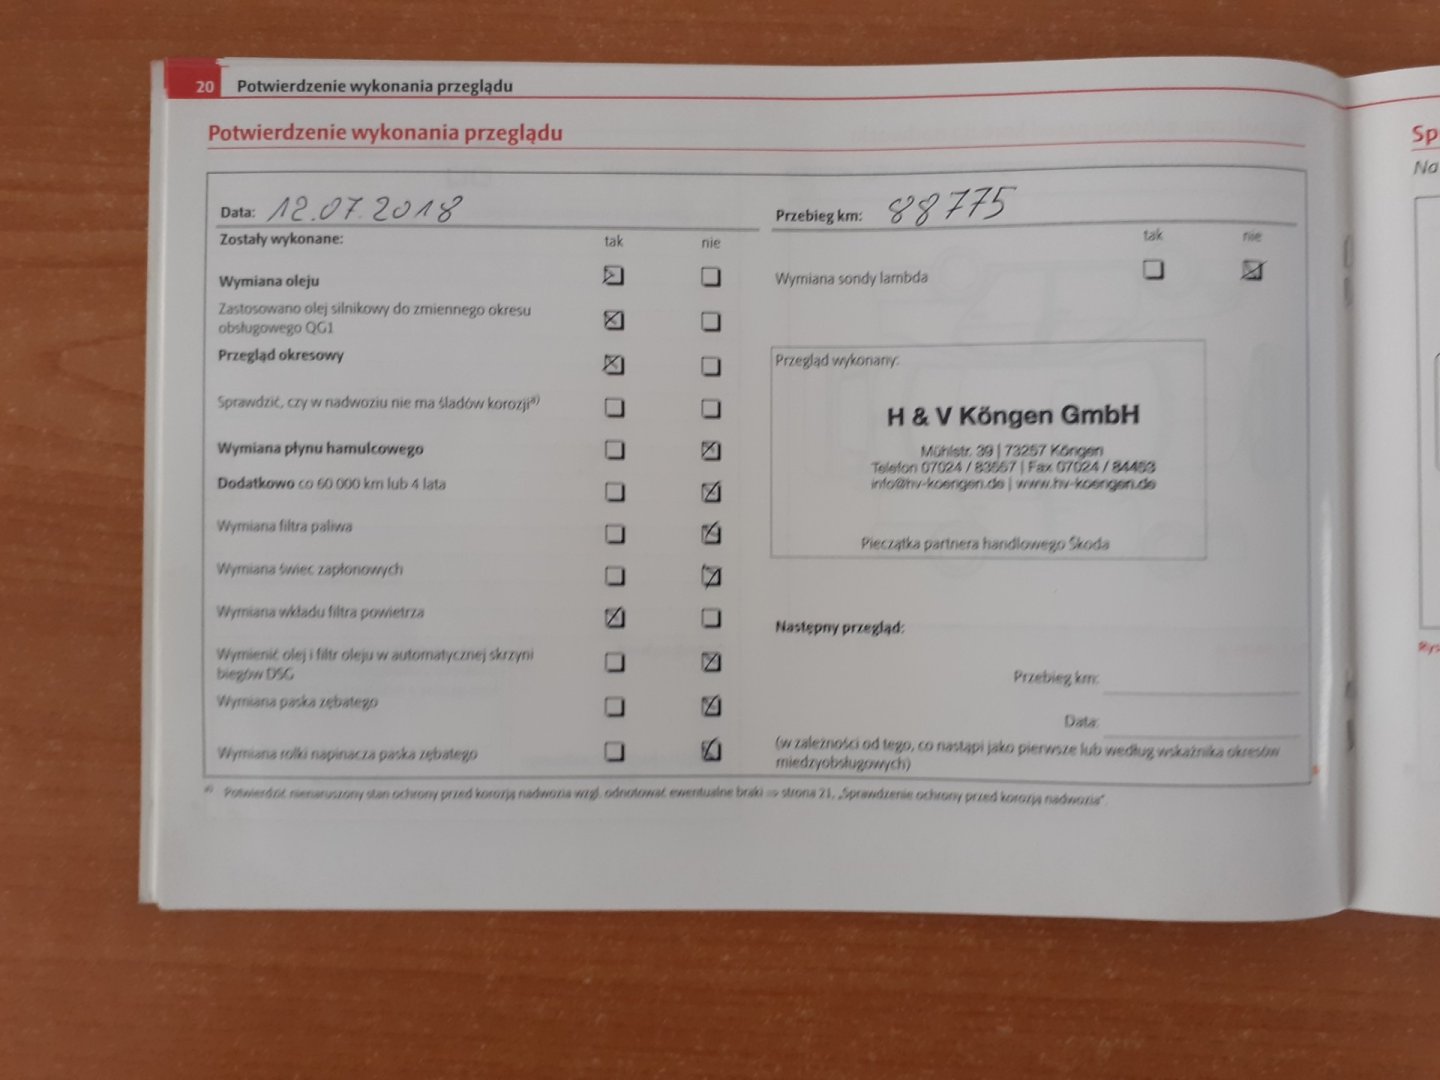 20 Potwierdzenie wykonania przeglądu
Potwierdzenie wykonania przeglądu
Data: 12.07.2018
Przebieg km: 88775
Zostały wykonane: tak nie
tak nie
Wymiana oleju
Wymiana sondy lambda
Zastosowano olej silnikowy do zmiennego okresu
obsługowego QG1
Przegląd okresowy
Sprawdzić, czy w nadwoziu nie ma śladów korozji a)
Wymiana płynu hamulcowego
Dodatkowo co 60 000 km lub 4 lata
Wymiana filtra paliwa
Wymiana świec zapłonowych
Wymiana wkładu filtra powietrza
Wymienić olej i filtr oleju w automatycznej skrzyni
biegów DSG
Wymiana paska zębatego
Wymiana rolki napinacza paska zębatego
Przegląd wykonany:
H & V Köngen GmbH
Mühlstr. 39 | 73257 Köngen
Telefon 07024 / 83557 | Fax 07024 / 84453
info@hv-koengen.de | www.hv-koengen.de
Pieczątka partnera handlowego Škoda
Następny przegląd:
Przebieg km:
Data:
(w zależności od tego, co nastąpi jako pierwsze lub według wskaźnika okresów
miedzyobsługowych)
a) Potwierdzić nienaruszony stan ochrony przed korozją nadwozia wzgl. odnotować ewentualne braki => strona 21, „Sprawdzenie ochrony przed korozją nadwozia".
Sp
Na